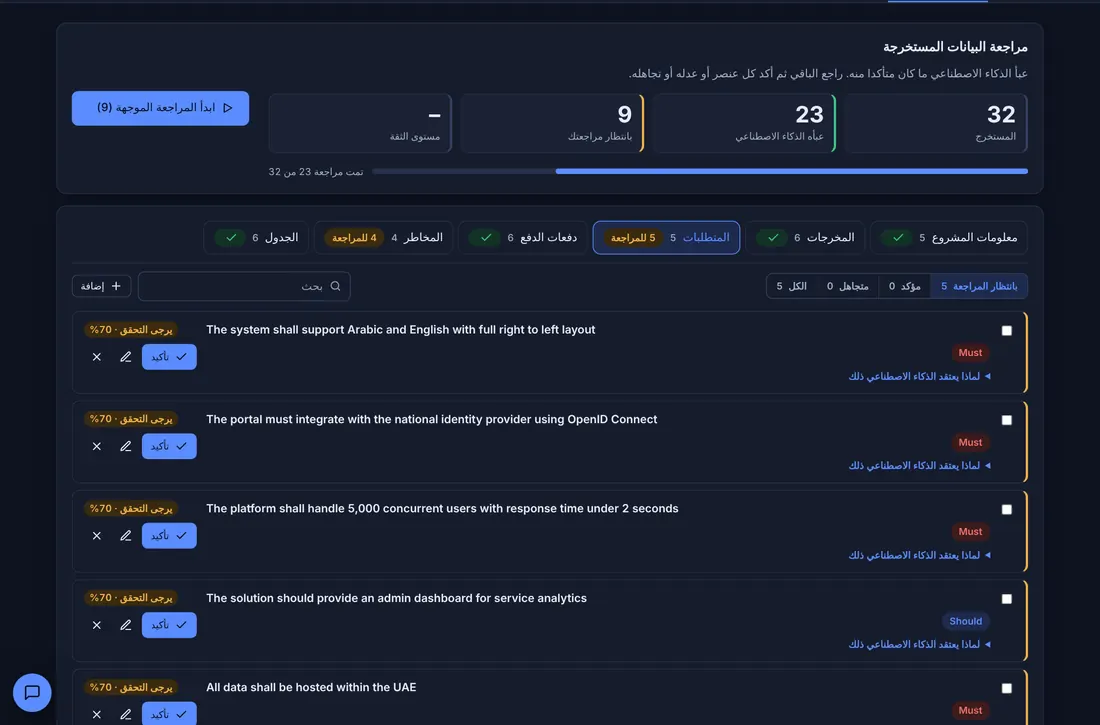 مراجعة البيانات المستخرجة
عبأ الذكاء الاصطناعي ما كان متأكدا منه. راجع الباقي ثم أكد كل عنصر أو عدله أو تجاهله.
32
المستخرج
23
عبأه الذكاء الاصطناعي
9
بانتظار مراجعتك
–
مستوى الثقة
ابدأ المراجعة الموجهة (9)
تمت مراجعة 23 من 32
معلومات المشروع 5
المخرجات 6
المتطلبات 5 5 للمراجعة
دفعات الدفع 6
المخاطر 4 4 للمراجعة
الجدول 6
بانتظار المراجعة 5
مؤكد 0
متجاهل 0
الكل 5
بحث
إضافة
The system shall support Arabic and English with full right to left layout
يرجى التحقق · 70%
Must
تأكيد
لماذا يعتقد الذكاء الاصطناعي ذلك
The portal must integrate with the national identity provider using OpenID Connect
يرجى التحقق · 70%
Must
تأكيد
لماذا يعتقد الذكاء الاصطناعي ذلك
The platform shall handle 5,000 concurrent users with response time under 2 seconds
يرجى التحقق · 70%
Must
تأكيد
لماذا يعتقد الذكاء الاصطناعي ذلك
The solution should provide an admin dashboard for service analytics
يرجى التحقق · 70%
Should
تأكيد
لماذا يعتقد الذكاء الاصطناعي ذلك
All data shall be hosted within the UAE
يرجى التحقق · 70%
Must
تأكيد